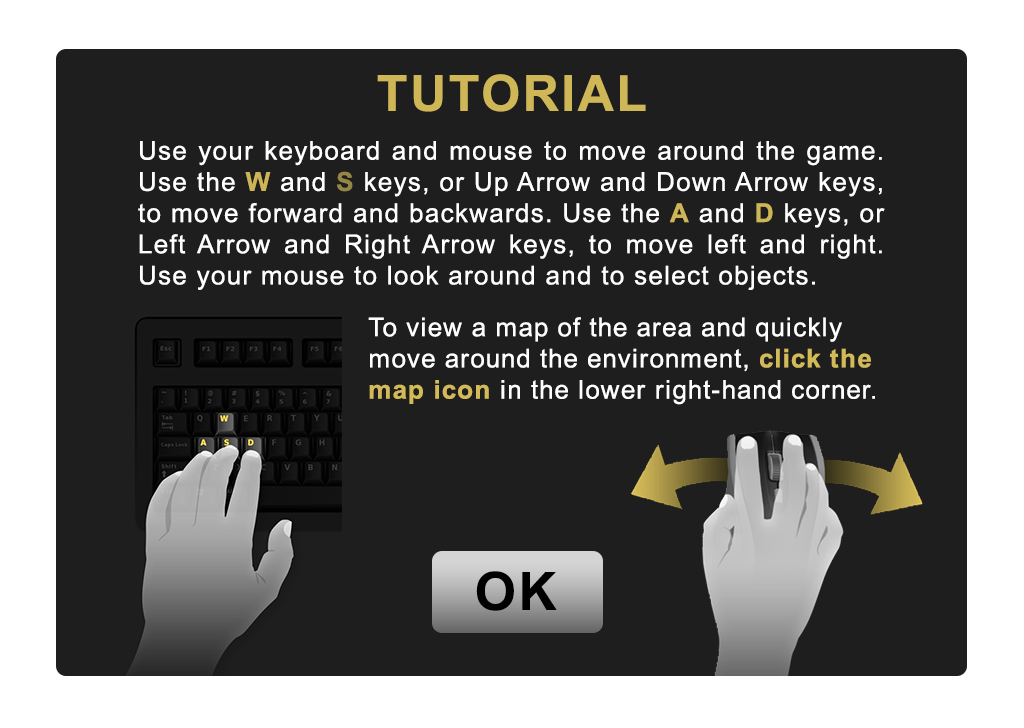 TUTORIAL
Use your keyboard and mouse to move around the game.
Use the W and S keys, or Up Arrow and Down Arrow keys,
to move forward and backwards. Use the A and D keys, or
Left Arrow and Right Arrow keys, to move left and right.
Use your mouse to look around and to select objects.
To view a map of the area and quickly
move around the environment, click the
map icon in the lower right-hand corner.
Esc F1 F2 F3 F4 F5
Tab Q W E R T Y U
Caps Lock A S D F G H
Shift C V B N
OK